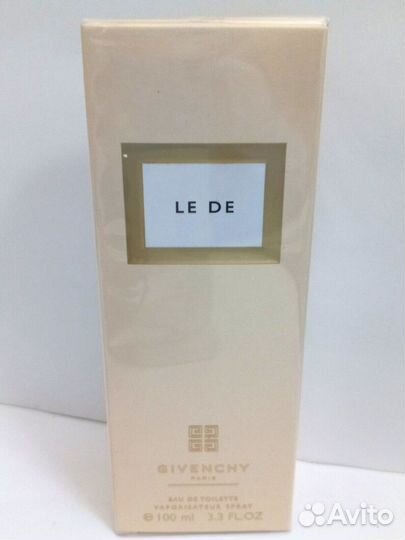 LE DE
GIVENCHY
PARIS
EAU DE TOILETTE
VAPORISATEUR SPRAY
℮ 100 ml 3.3 FL.OZ
Avito